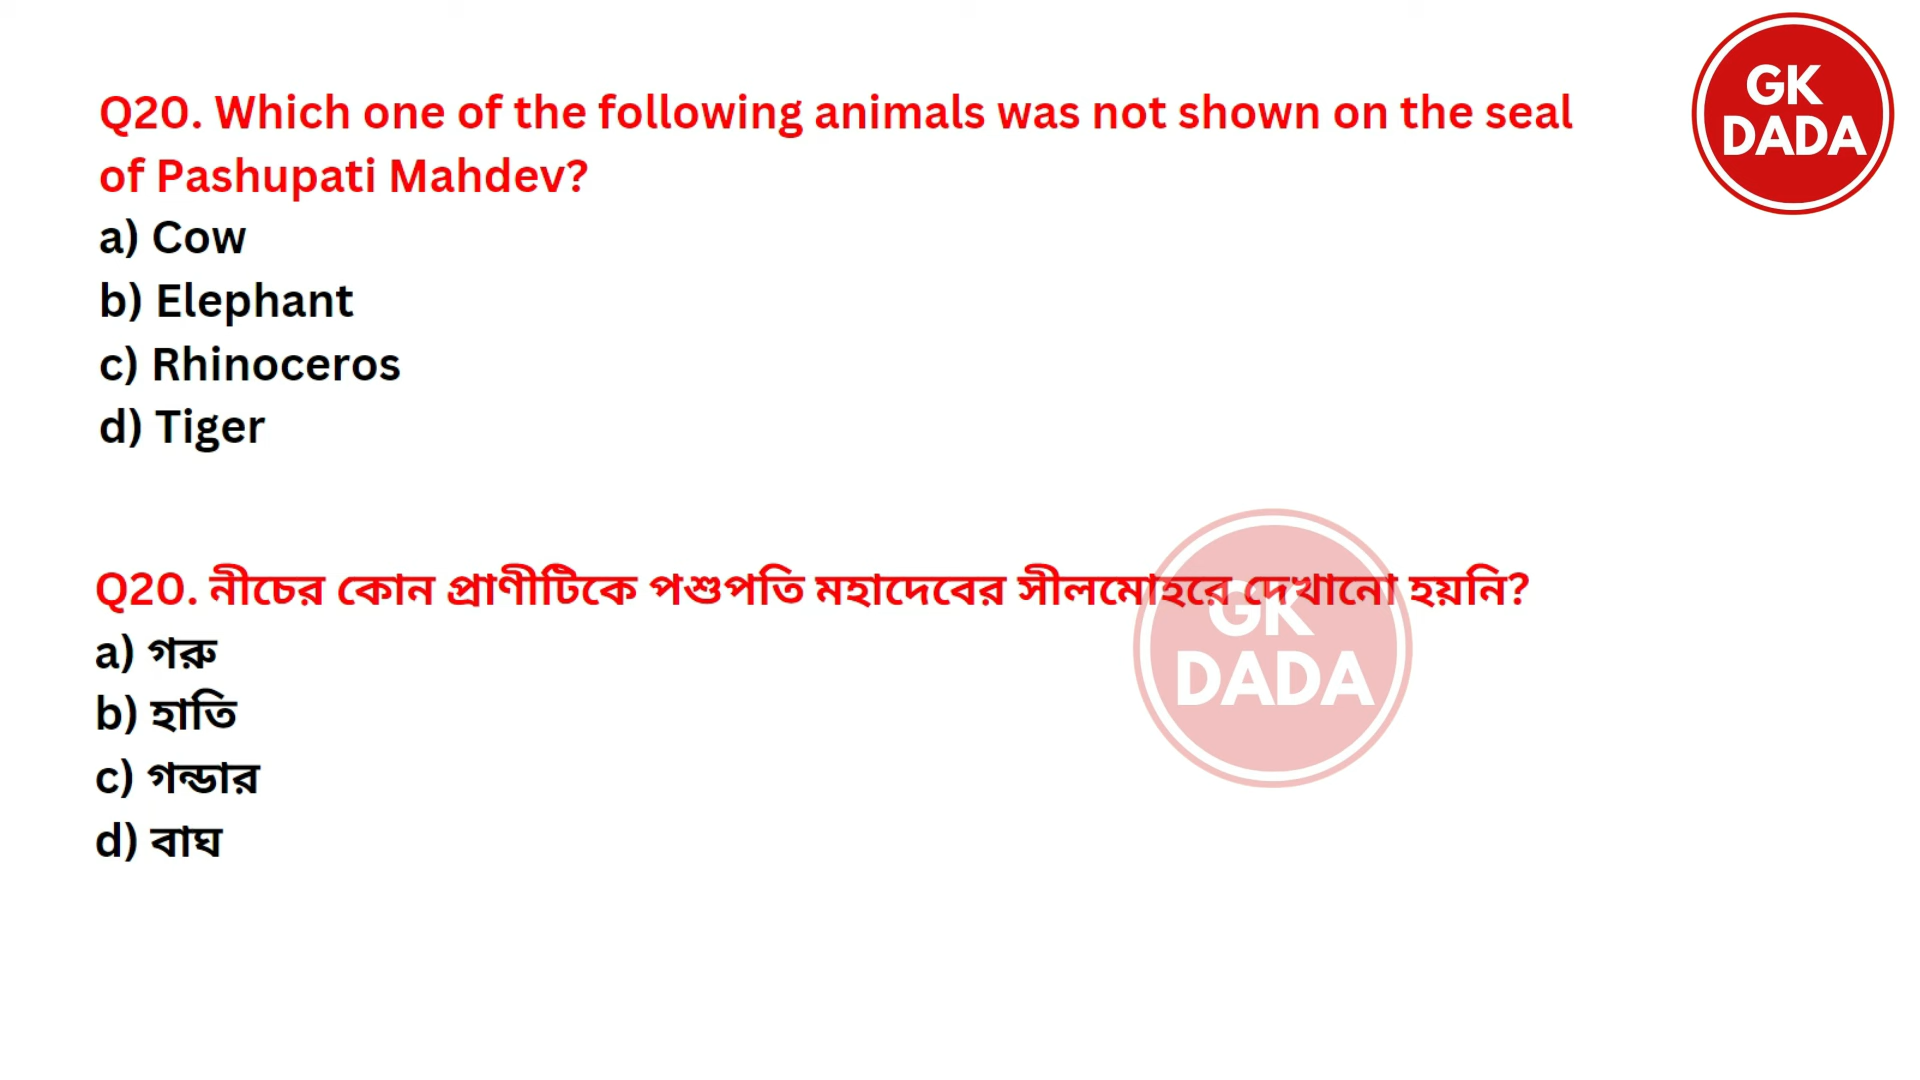 GK
DADA
Q20. Which one of the following animals was not shown on the seal
of Pashupati Mahdev?
a) Cow
b) Elephant
c) Rhinoceros
d) Tiger
Q20. নীচের কোন প্রাণীটিকে পশুপতি মহাদেবের সীলমোহরে দেখানো হয়নি?
a) গরু
b) হাতি
c) গন্ডার
d) বাঘ
GK
DADA